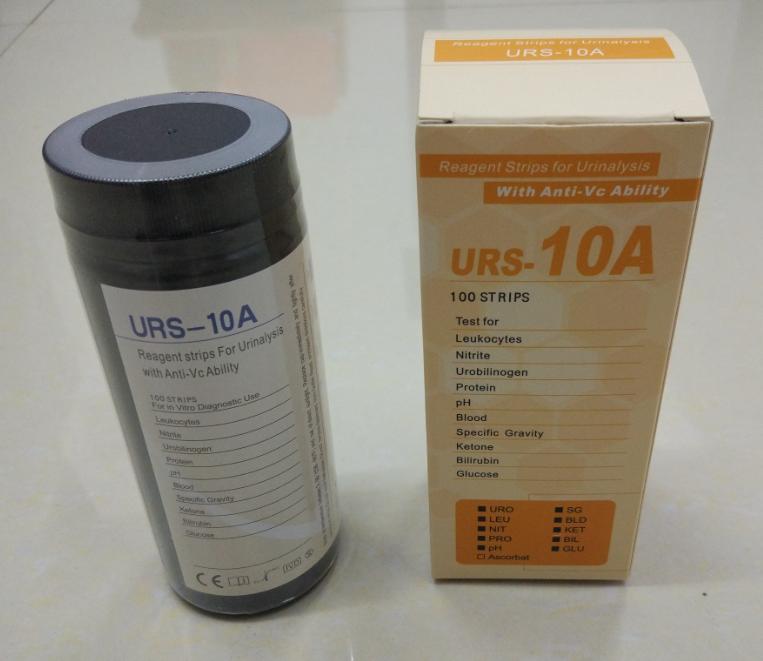 URS-10A
Reagent strips For Urinalysis
with Anti-Vc Ability
100 STRIPS
For in Vitro Diagnostic Use
Leukocytes
Nitrite
Urobilinogen
Protein
pH
Blood
Specific Gravity
Ketone
Bilirubin
Glucose
CE
IVD
Reagent Strips for Urinalysis
URS-10A
Reagent Strips for Urinalysis
With Anti-Vc Ability
URS-10A
100 STRIPS
Test for
Leukocytes
Nitrite
Urobilinogen
Protein
pH
Blood
Specific Gravity
Ketone
Bilirubin
Glucose
■ URO ■ SG
■ LEU ■ BLD
■ NIT ■ KET
■ PRO ■ BIL
■ pH ■ GLU
□ Ascorbat